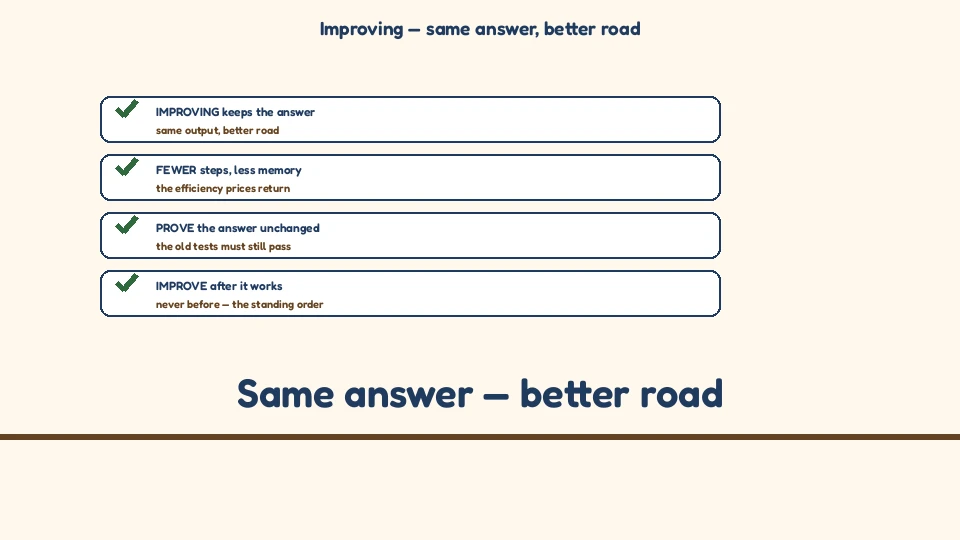 Improving — same answer, better road
IMPROVING keeps the answer
same output, better road
FEWER steps, less memory
the efficiency prices return
PROVE the answer unchanged
the old tests must still pass
IMPROVE after it works
never before — the standing order
Same answer — better road